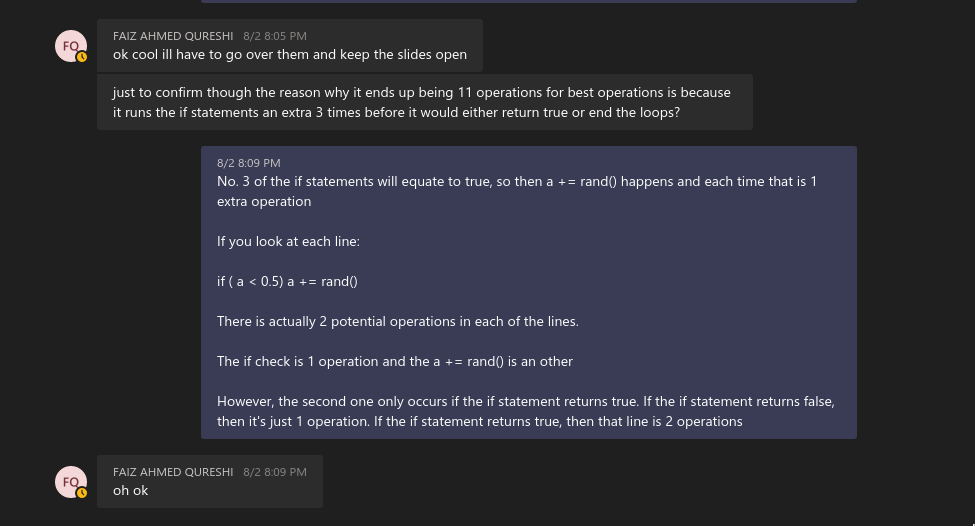 FQ
FAIZ AHMED QURESHI 8/2 8:05 PM
ok cool ill have to go over them and keep the slides open
just to confirm though the reason why it ends up being 11 operations for best operations is because
it runs the if statements an extra 3 times before it would either return true or end the loops?
8/2 8:09 PM
No. 3 of the if statements will equate to true, so then a += rand() happens and each time that is 1
extra operation
If you look at each line:
if ( a < 0.5) a += rand()
There is actually 2 potential operations in each of the lines.
The if check is 1 operation and the a += rand() is an other
However, the second one only occurs if the if statement returns true. If the if statement returns false,
then it's just 1 operation. If the if statement returns true, then that line is 2 operations
FQ
FAIZ AHMED QURESHI 8/2 8:09 PM
oh ok